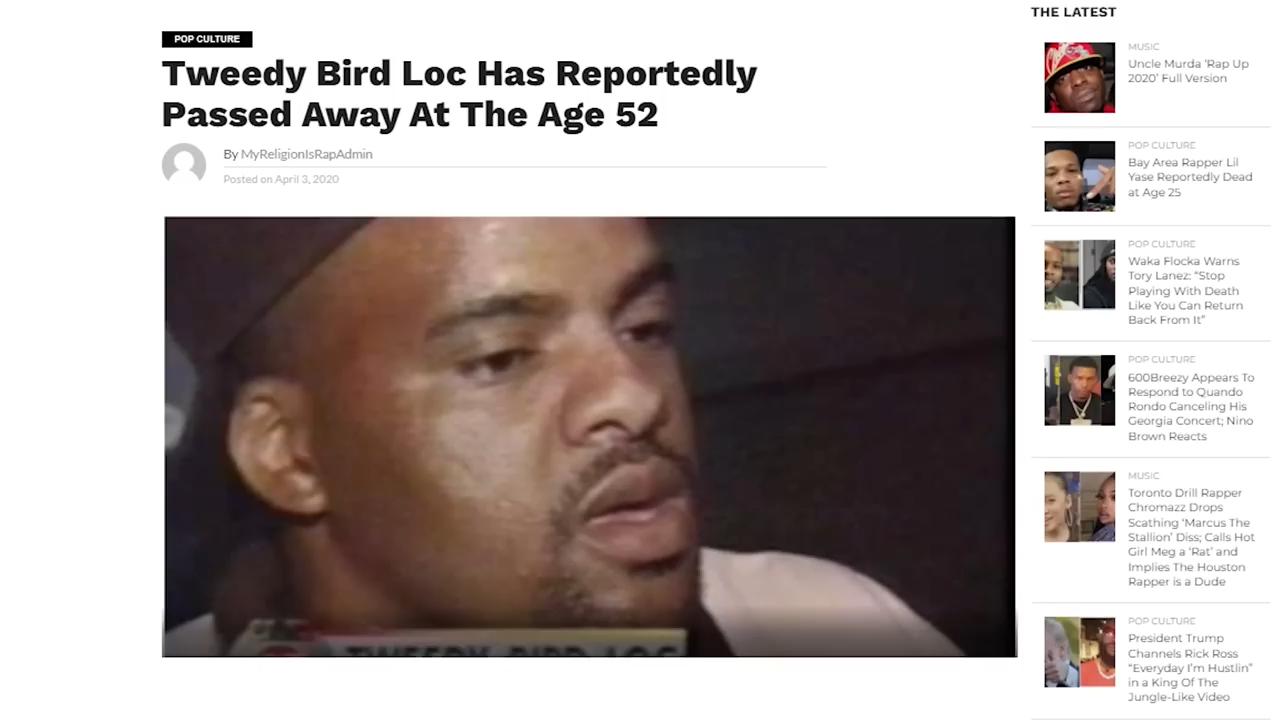 POP CULTURE
Tweedy Bird Loc Has Reportedly
Passed Away At The Age 52
By MyReligionIsRapAdmin
Posted on April 3, 2020
TWEEDY BIRD LOC
THE LATEST
MUSIC
Uncle Murda ‘Rap Up
2020’ Full Version
POP CULTURE
Bay Area Rapper Lil
Yase Reportedly Dead
at Age 25
POP CULTURE
Waka Flocka Warns
Tory Lanez: “Stop
Playing With Death
Like You Can Return
Back From It”
POP CULTURE
600Breezy Appears To
Respond to Quando
Rondo Canceling His
Georgia Concert; Nino
Brown Reacts
MUSIC
Toronto Drill Rapper
Chromazz Drops
Scathing ‘Marcus The
Stallion’ Diss; Calls Hot
Girl Meg a ‘Rat’ and
Implies The Houston
Rapper is a Dude
POP CULTURE
President Trump
Channels Rick Ross
“Everyday I’m Hustlin”
in a King Of The
Jungle-Like Video